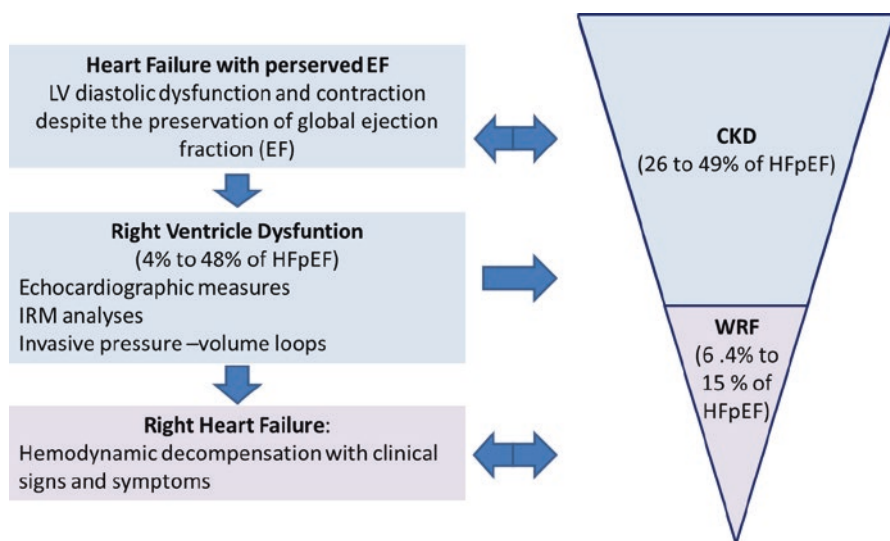 Heart Failure with perserved EF
LV diastolic dysfunction and contraction
despite the preservation of global ejection
fraction (EF)
Right Ventricle Dysfuntion
(4% to 48% of HFpEF)
Echocardiographic measures
IRM analyses
Invasive pressure –volume loops
Right Heart Failure:
Hemodynamic decompensation with clinical
signs and symptoms
CKD
(26 to 49% of HFpEF)
WRF
(6 .4% to
15 % of
HFpEF)